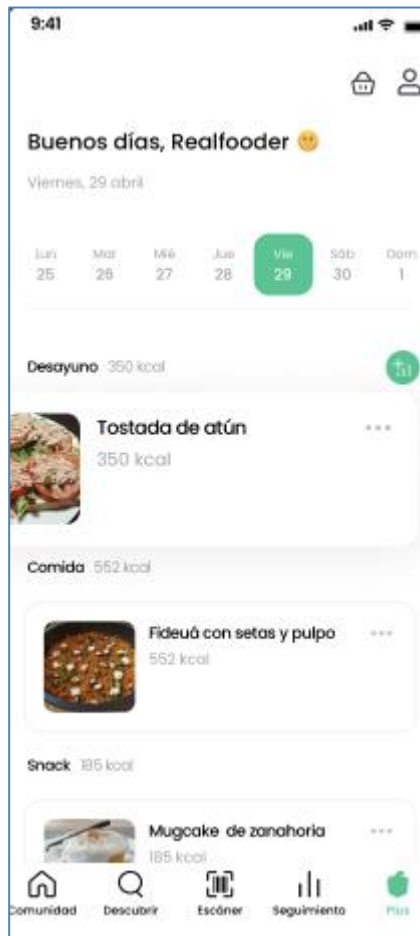 9:41
Buenos días, Realfooder
Viernes, 29 abril
Lun Mar Mié Jue Vie Sáb Dom
25 26 27 28 29 30 1
Desayuno 350 kcal
Tostada de atún
350 kcal
Comida 552 kcal
Fideuá con setas y pulpo
552 kcal
Snack 185 kcal
Mugcake de zanahoria
185 kcal
Comunidad Descubrir Escáner Seguimiento Plus